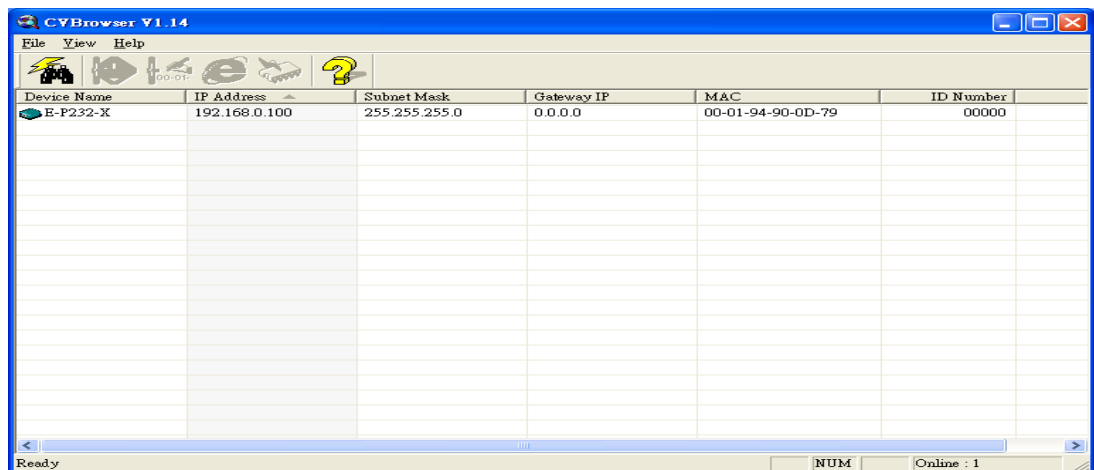 CVBrowser V1.14
File View Help
00-01-
Device Name IP Address Subnet Mask Gateway IP MAC ID Number
E-P232-X 192.168.0.100 255.255.255.0 0.0.0.0 00-01-94-90-0D-79 00000
Ready NUM Online : 1